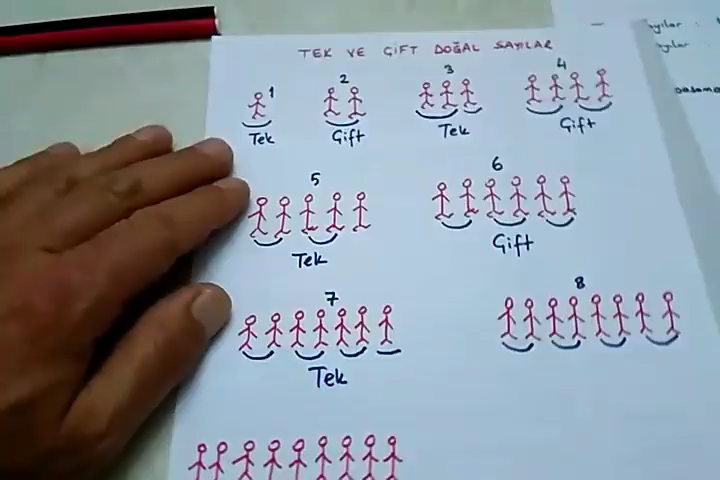 TEK VE ÇİFT DOĞAL SAYILAR
1 2 3 4
Tek Çift Tek Çift
5 6
Tek Çift
7 8
Tek